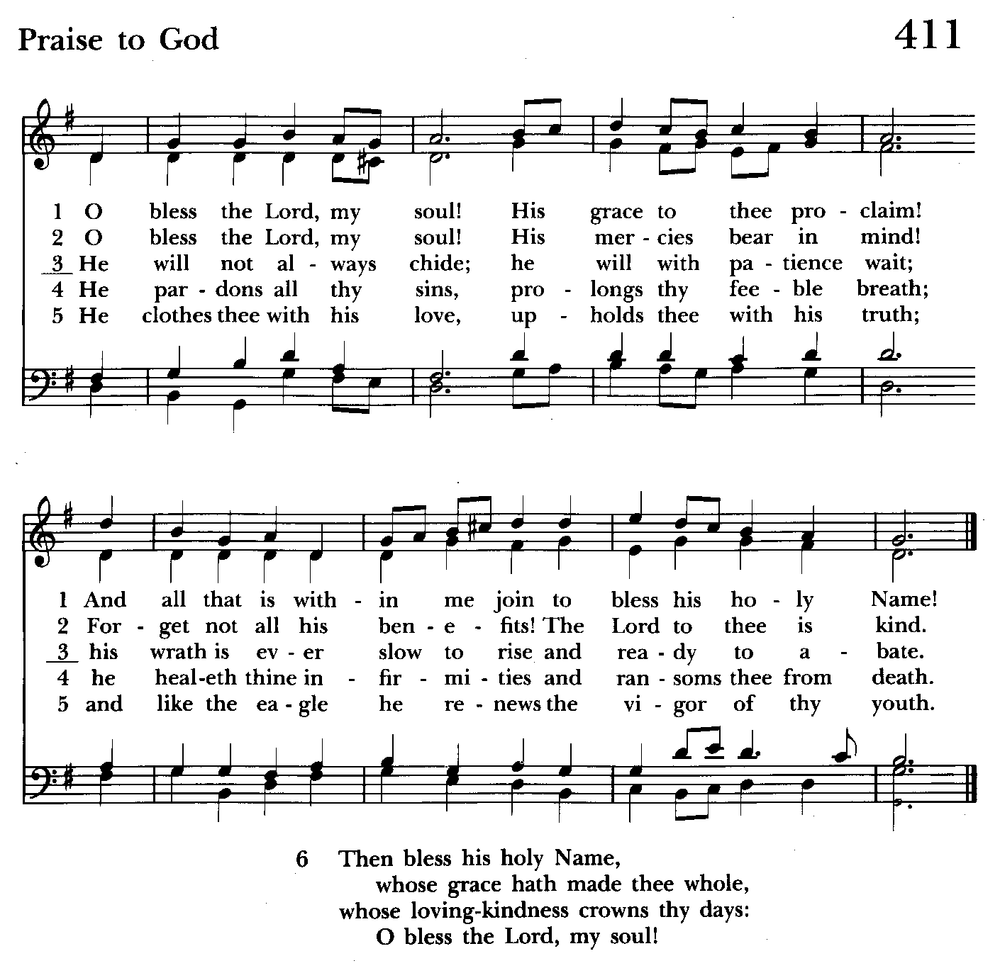 Praise to God 411
1 O bless the Lord, my soul! His grace to thee pro - claim!
2 O bless the Lord, my soul! His mer - cies bear in mind!
3 He will not al - ways chide; he will with pa - tience wait;
4 He par - dons all thy sins, pro - longs thy fee - ble breath;
5 He clothes thee with his love, up - holds thee with his truth;
1 And all that is with - in me join to bless his ho - ly Name!
2 For - get not all his ben - e - fits! The Lord to thee is kind.
3 his wrath is ev - er slow to rise and rea - dy to a - bate.
4 he heal-eth thine in - fir - mi - ties and ran - soms thee from death.
5 and like the ea - gle he re - news the vi - gor of thy youth.
6 Then bless his holy Name,
whose grace hath made thee whole,
whose loving-kindness crowns thy days:
O bless the Lord, my soul!